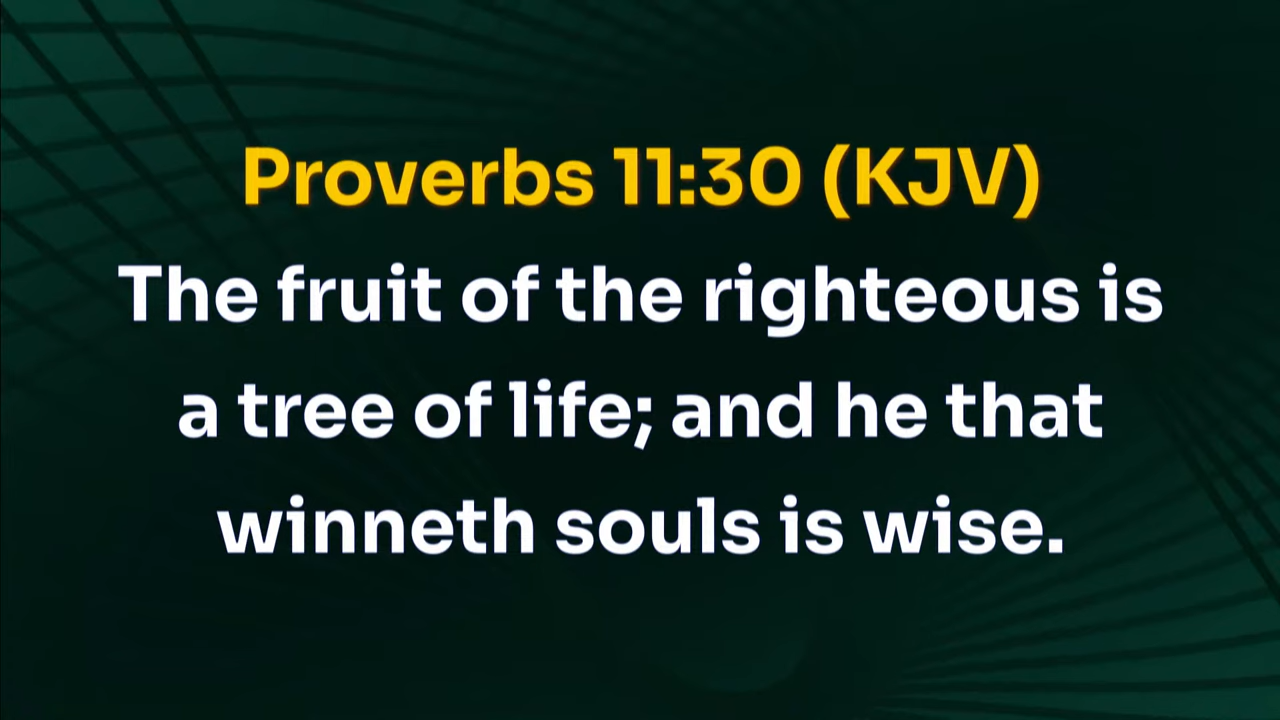 Proverbs 11:30 (KJV)
The fruit of the righteous is
a tree of life; and he that
winneth souls is wise.